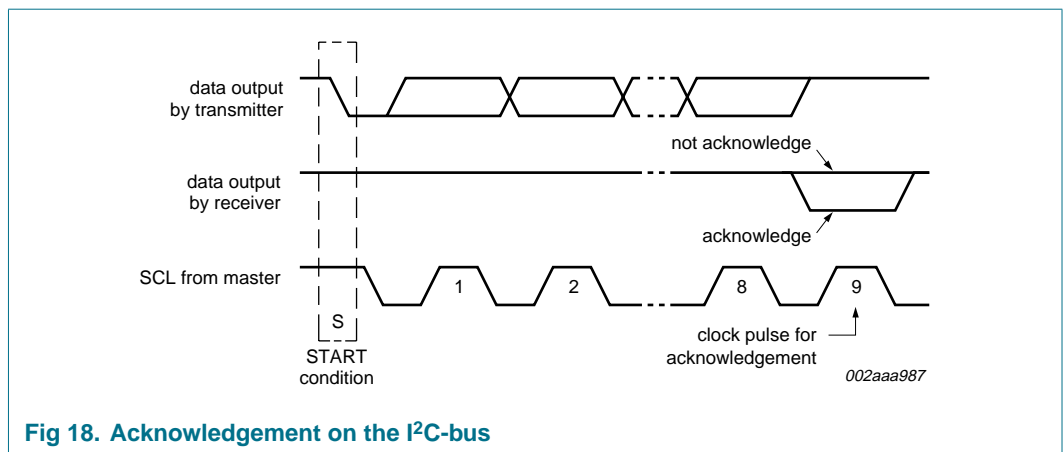 data output
by transmitter
not acknowledge
data output
by receiver
acknowledge
SCL from master
1
2
8
9
S
START
condition
clock pulse for
acknowledgement
002aaa987
Fig 18. Acknowledgement on the I²C-bus